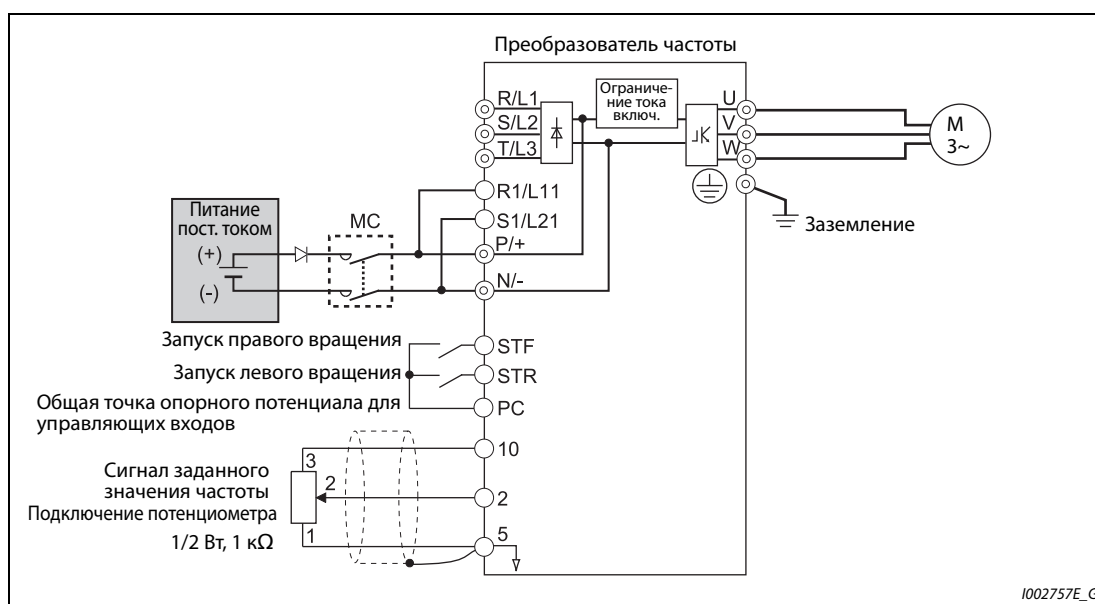 Преобразователь частоты
R/L1
S/L2
T/L3
Ограниче-
ние тока
включ.
U
V
W
M
3~
R1/L11
S1/L21
P/+
N/-
Заземление
Питание
пост. током
(+)
(-)
MC
Запуск правого вращения
STF
Запуск левого вращения
STR
Общая точка опорного потенциала для
управляющих входов
PC
10
3
Сигнал заданного
значения частоты
2
2
Подключение потенциометра
1/2 Вт, 1 кΩ
1
5
I002757E_G